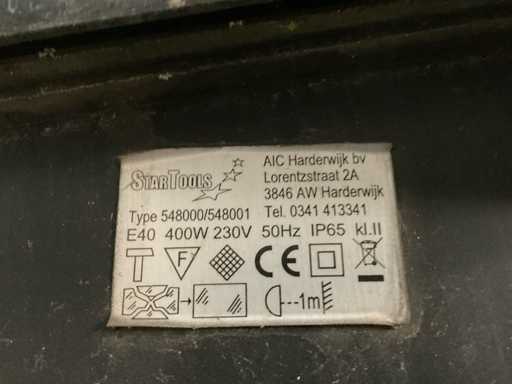 STARTOOLS
AIC Harderwijk bv
Lorentzstraat 2A
3846 AW Harderwijk
Type 548000/548001 Tel. 0341 413341
E40 400W 230V 50Hz IP65 kl.II
T F CE
1m